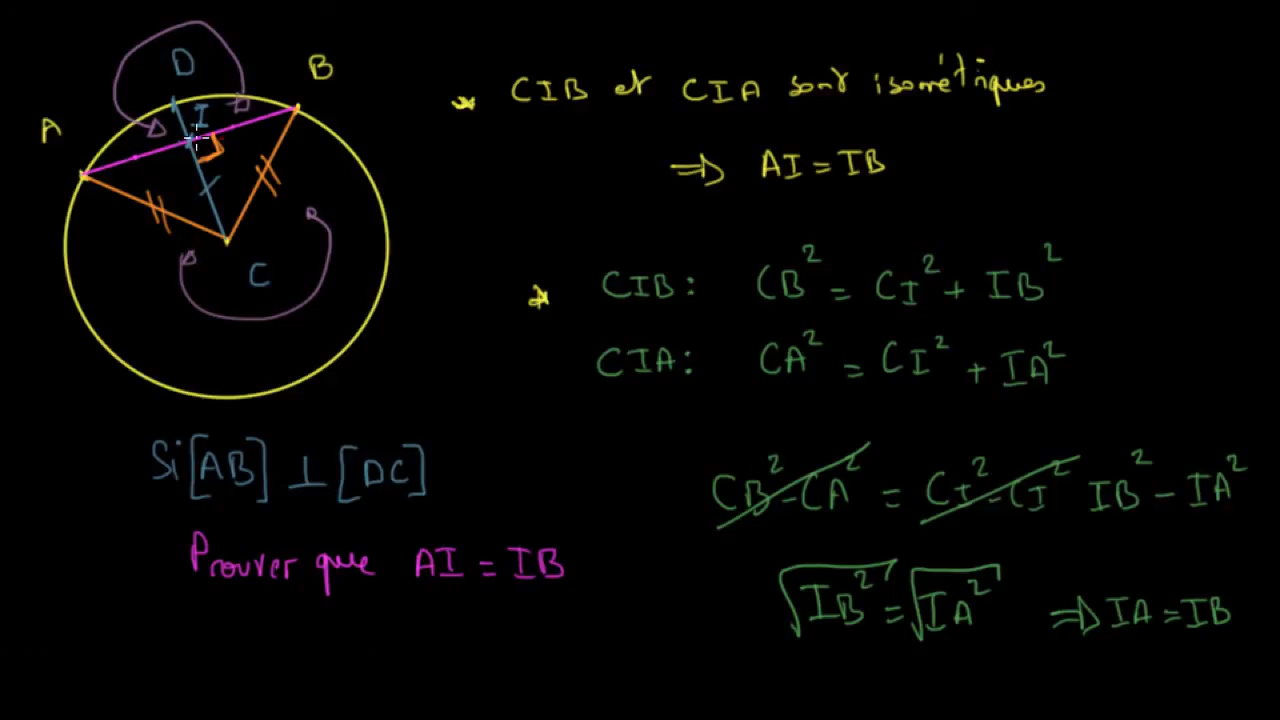 D
B
I
A
C
Si [AB] ⊥ [DC]
Prouver que AI = IB
* CIB et CIA sont isométiques
⇒ AI = IB
* CIB : CB² = CI² + IB²
CIA : CA² = CI² + IA²
CB² - CA² = CI² - CI² IB² - IA²
√IB² = √IA² ⇒ IA = IB